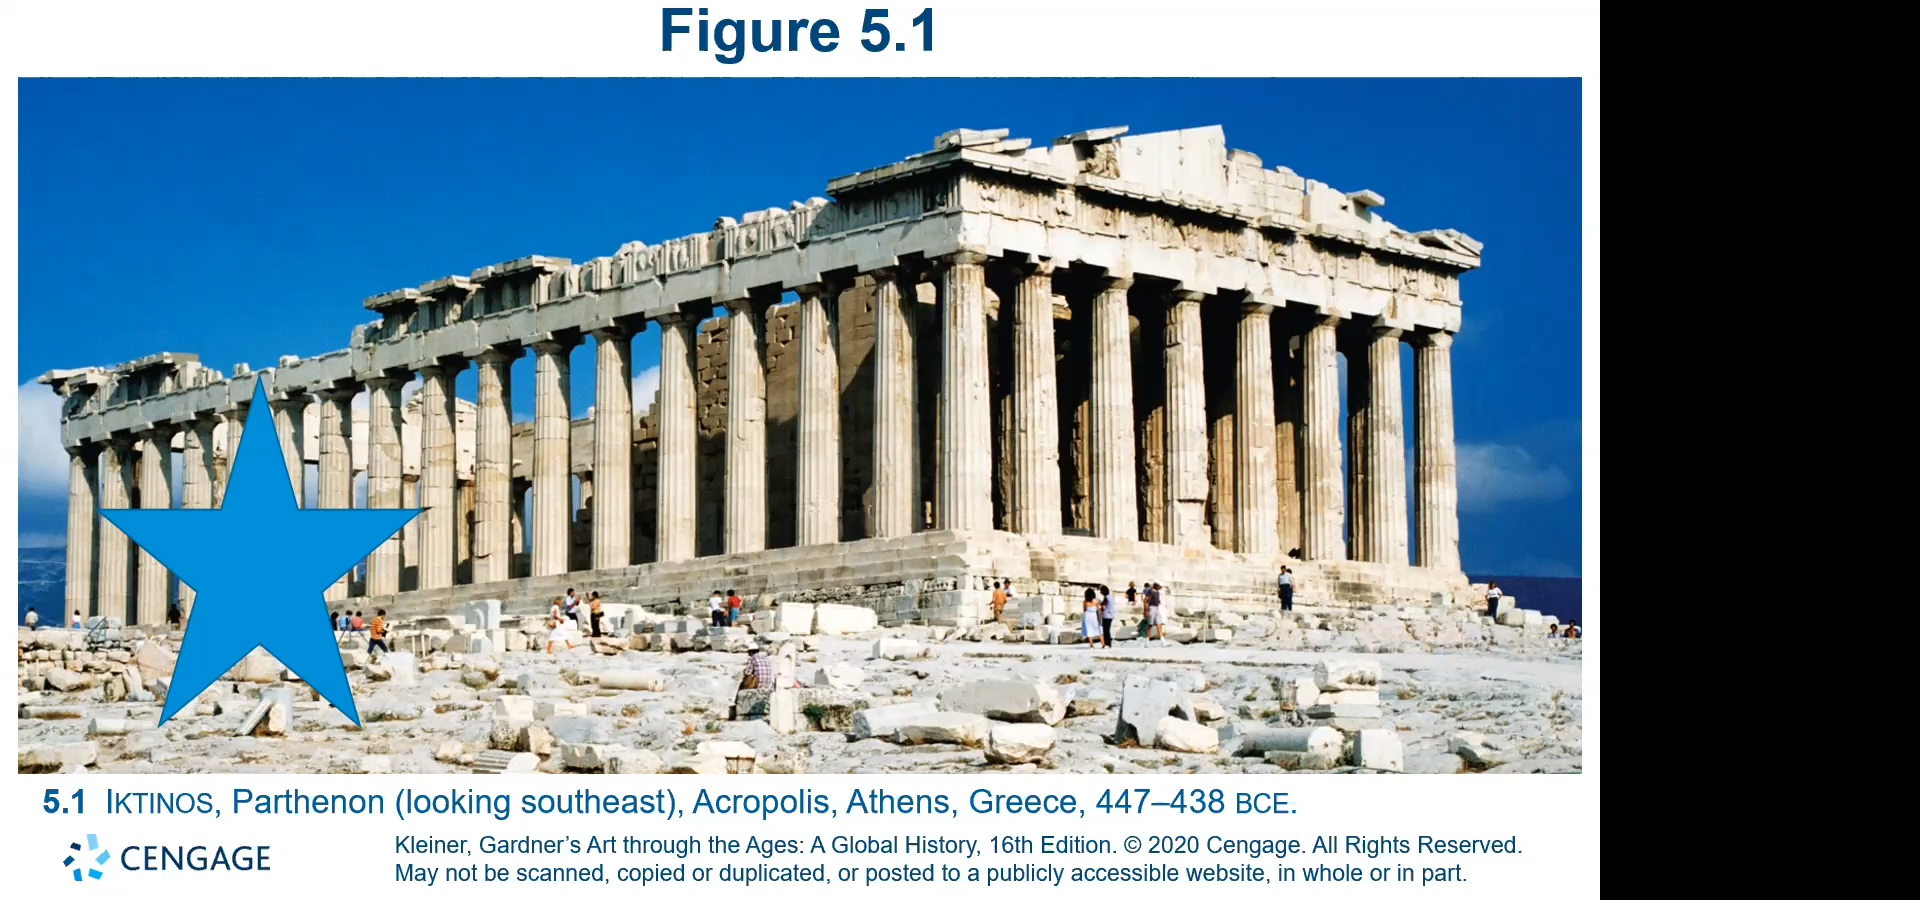 Figure 5.1
5.1 IKTINOS, Parthenon (looking southeast), Acropolis, Athens, Greece, 447–438 BCE.
CENGAGE
Kleiner, Gardner’s Art through the Ages: A Global History, 16th Edition. © 2020 Cengage. All Rights Reserved.
May not be scanned, copied or duplicated, or posted to a publicly accessible website, in whole or in part.